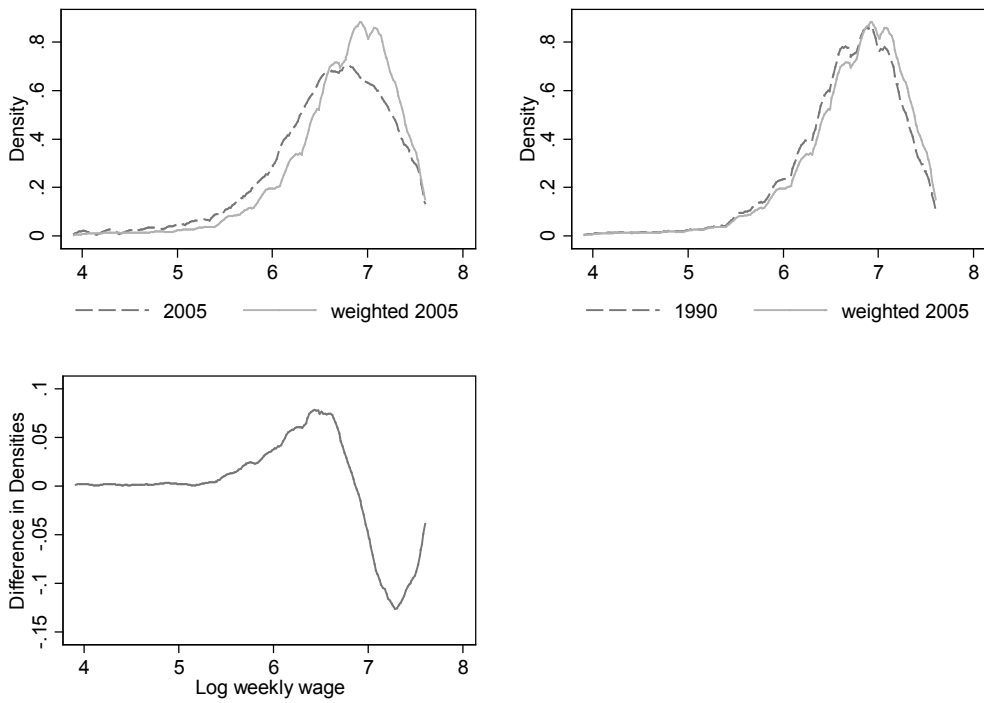 Density
.8
.6
.4
.2
0
4 5 6 7 8
2005 weighted 2005
Density
.8
.6
.4
.2
0
4 5 6 7 8
1990 weighted 2005
Difference in Densities
.1
.05
0
-.05
-.1
-.15
4 5 6 7 8
Log weekly wage